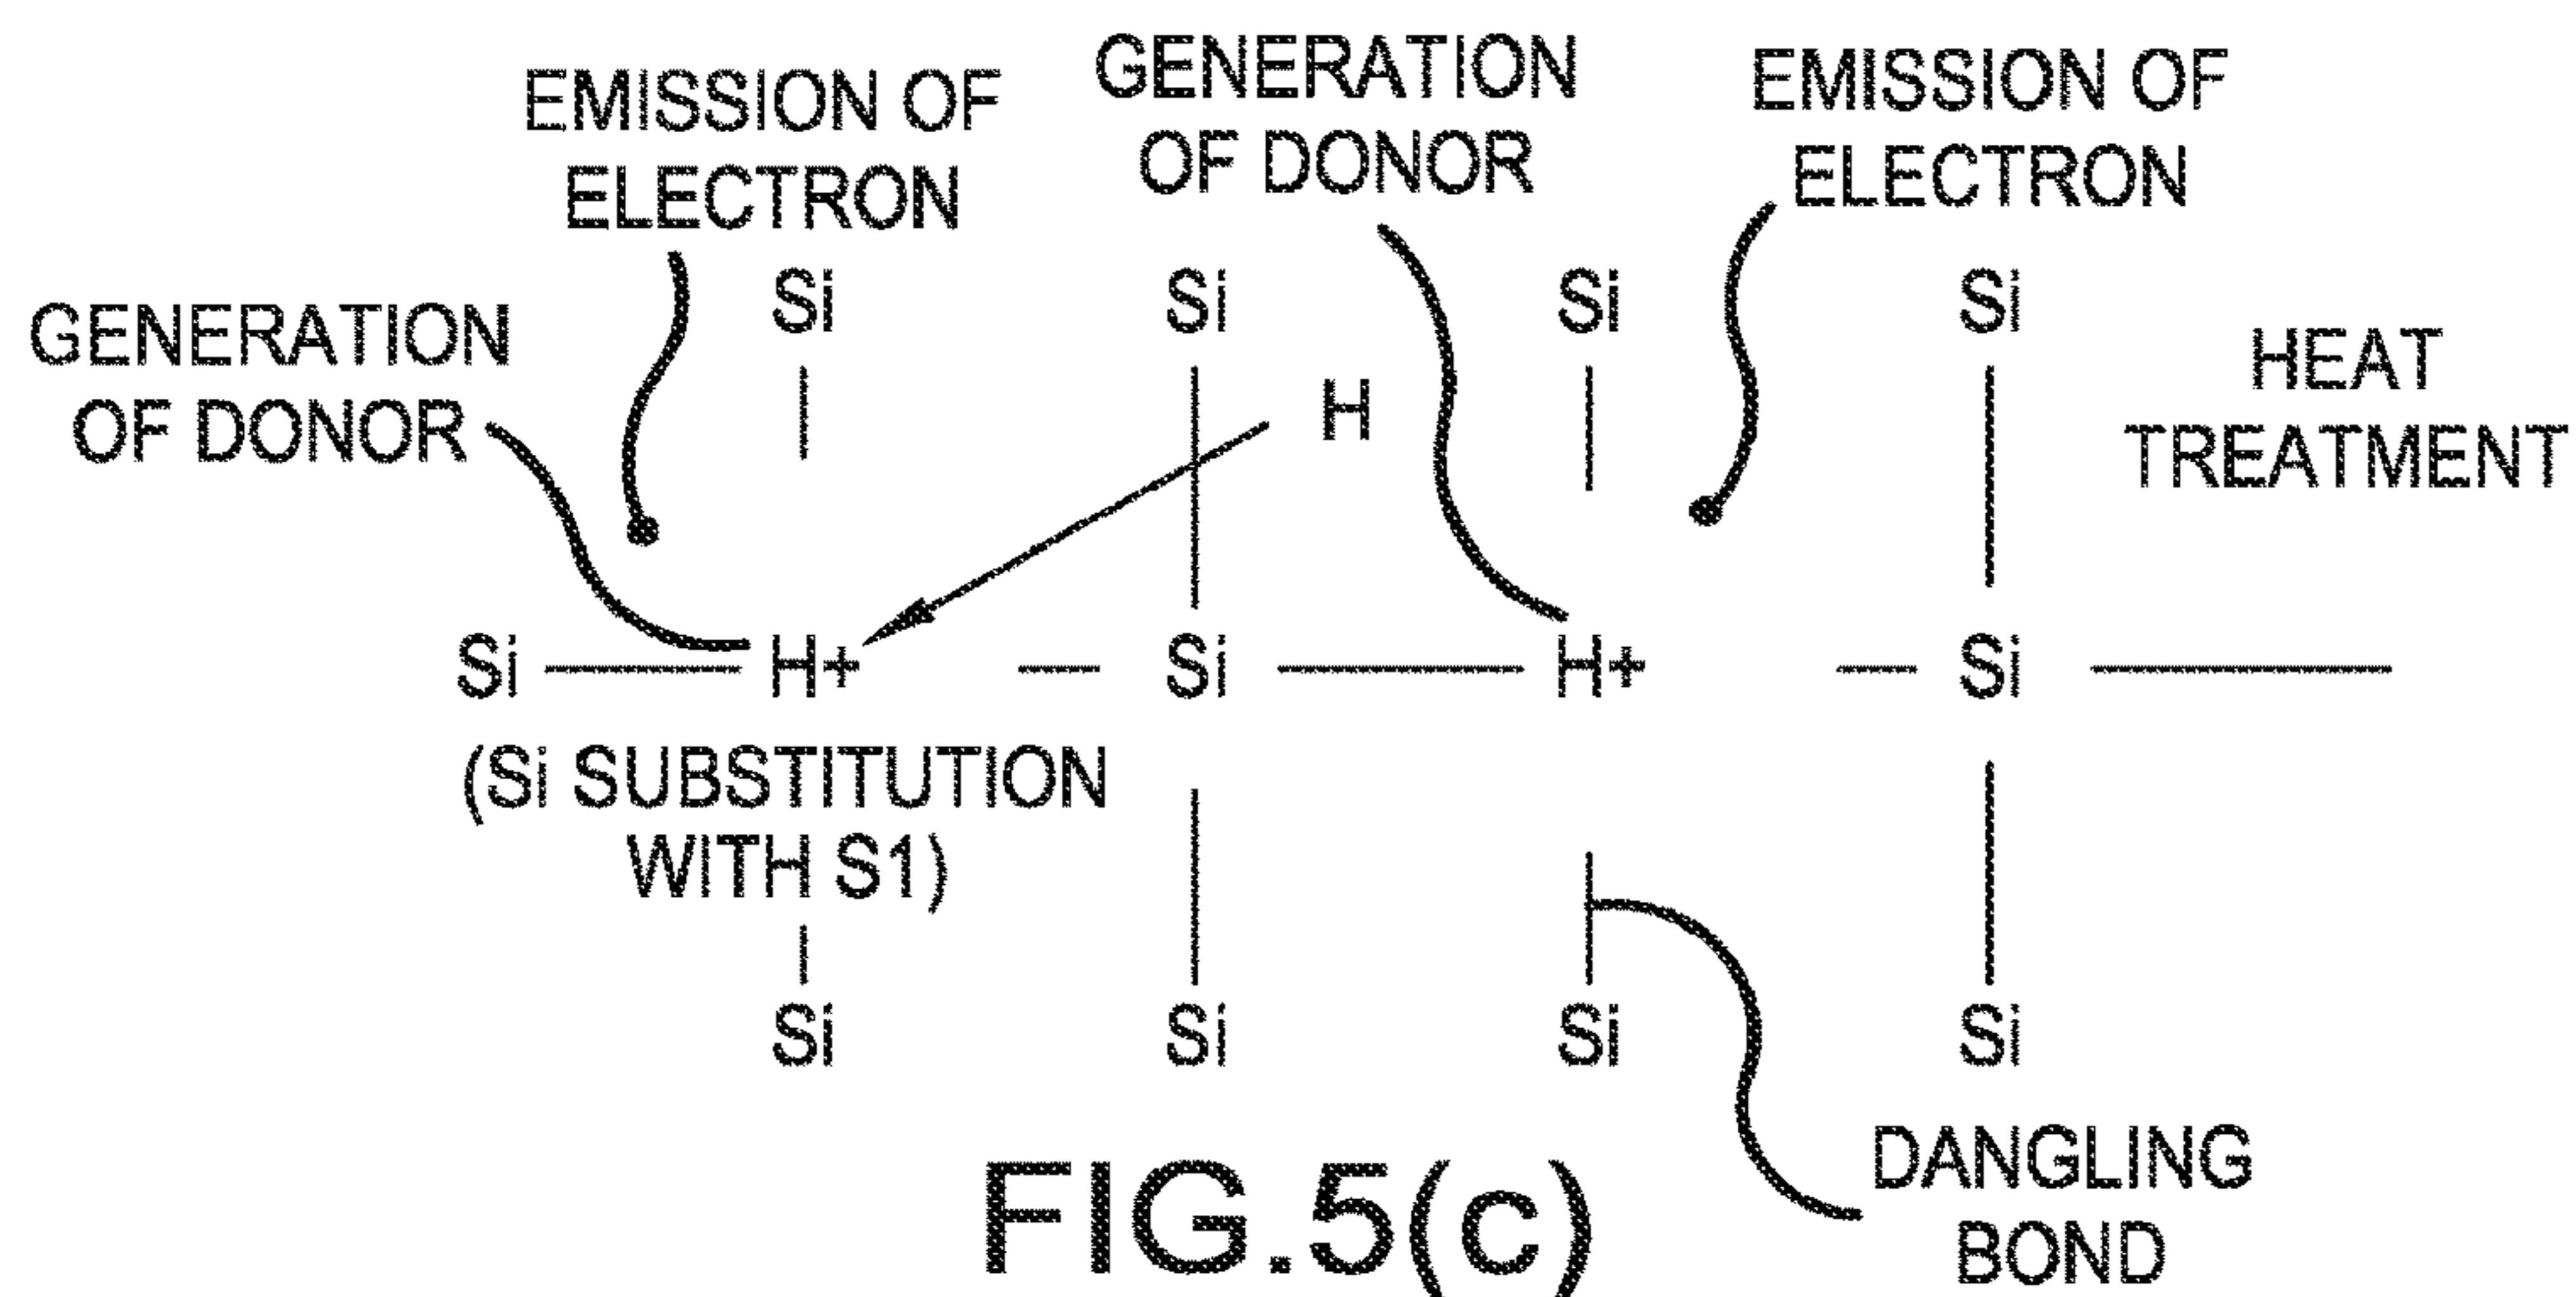 EMISSION OF
ELECTRON
GENERATION
OF DONOR
EMISSION OF
ELECTRON
GENERATION
OF DONOR
Si Si Si Si
H
HEAT
TREATMENT
Si H+ Si H+ Si
(Si SUBSTITUTION
WITH S1)
Si Si Si Si
DANGLING
BOND
FIG.5(c)